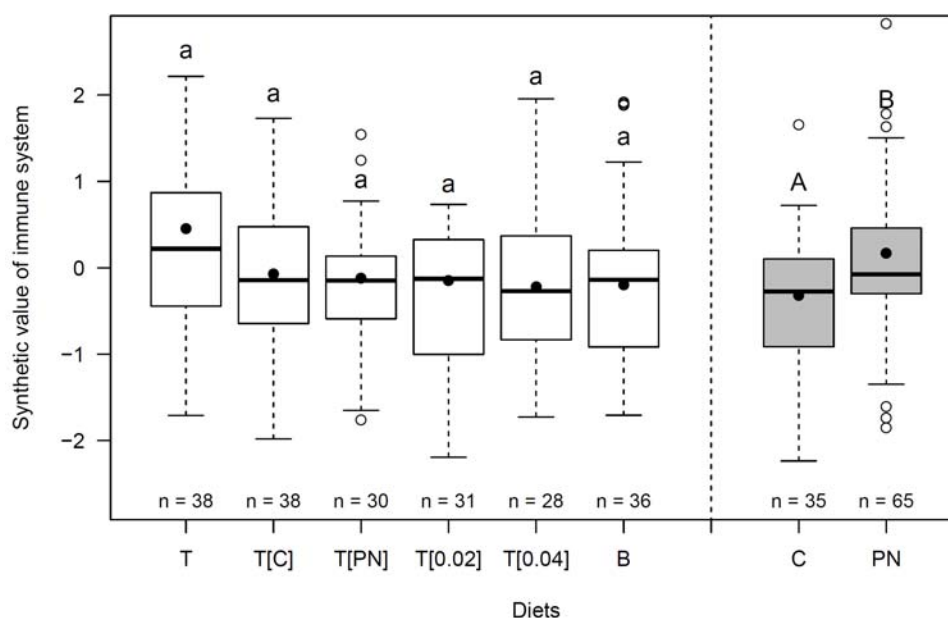 Synthetic value of immune system
2
1
0
−1
−2
a
a
a
a
a
a
A
B
n = 38
n = 38
n = 30
n = 31
n = 28
n = 36
n = 35
n = 65
T
T[C]
T[PN]
T[0.02]
T[0.04]
B
C
PN
Diets